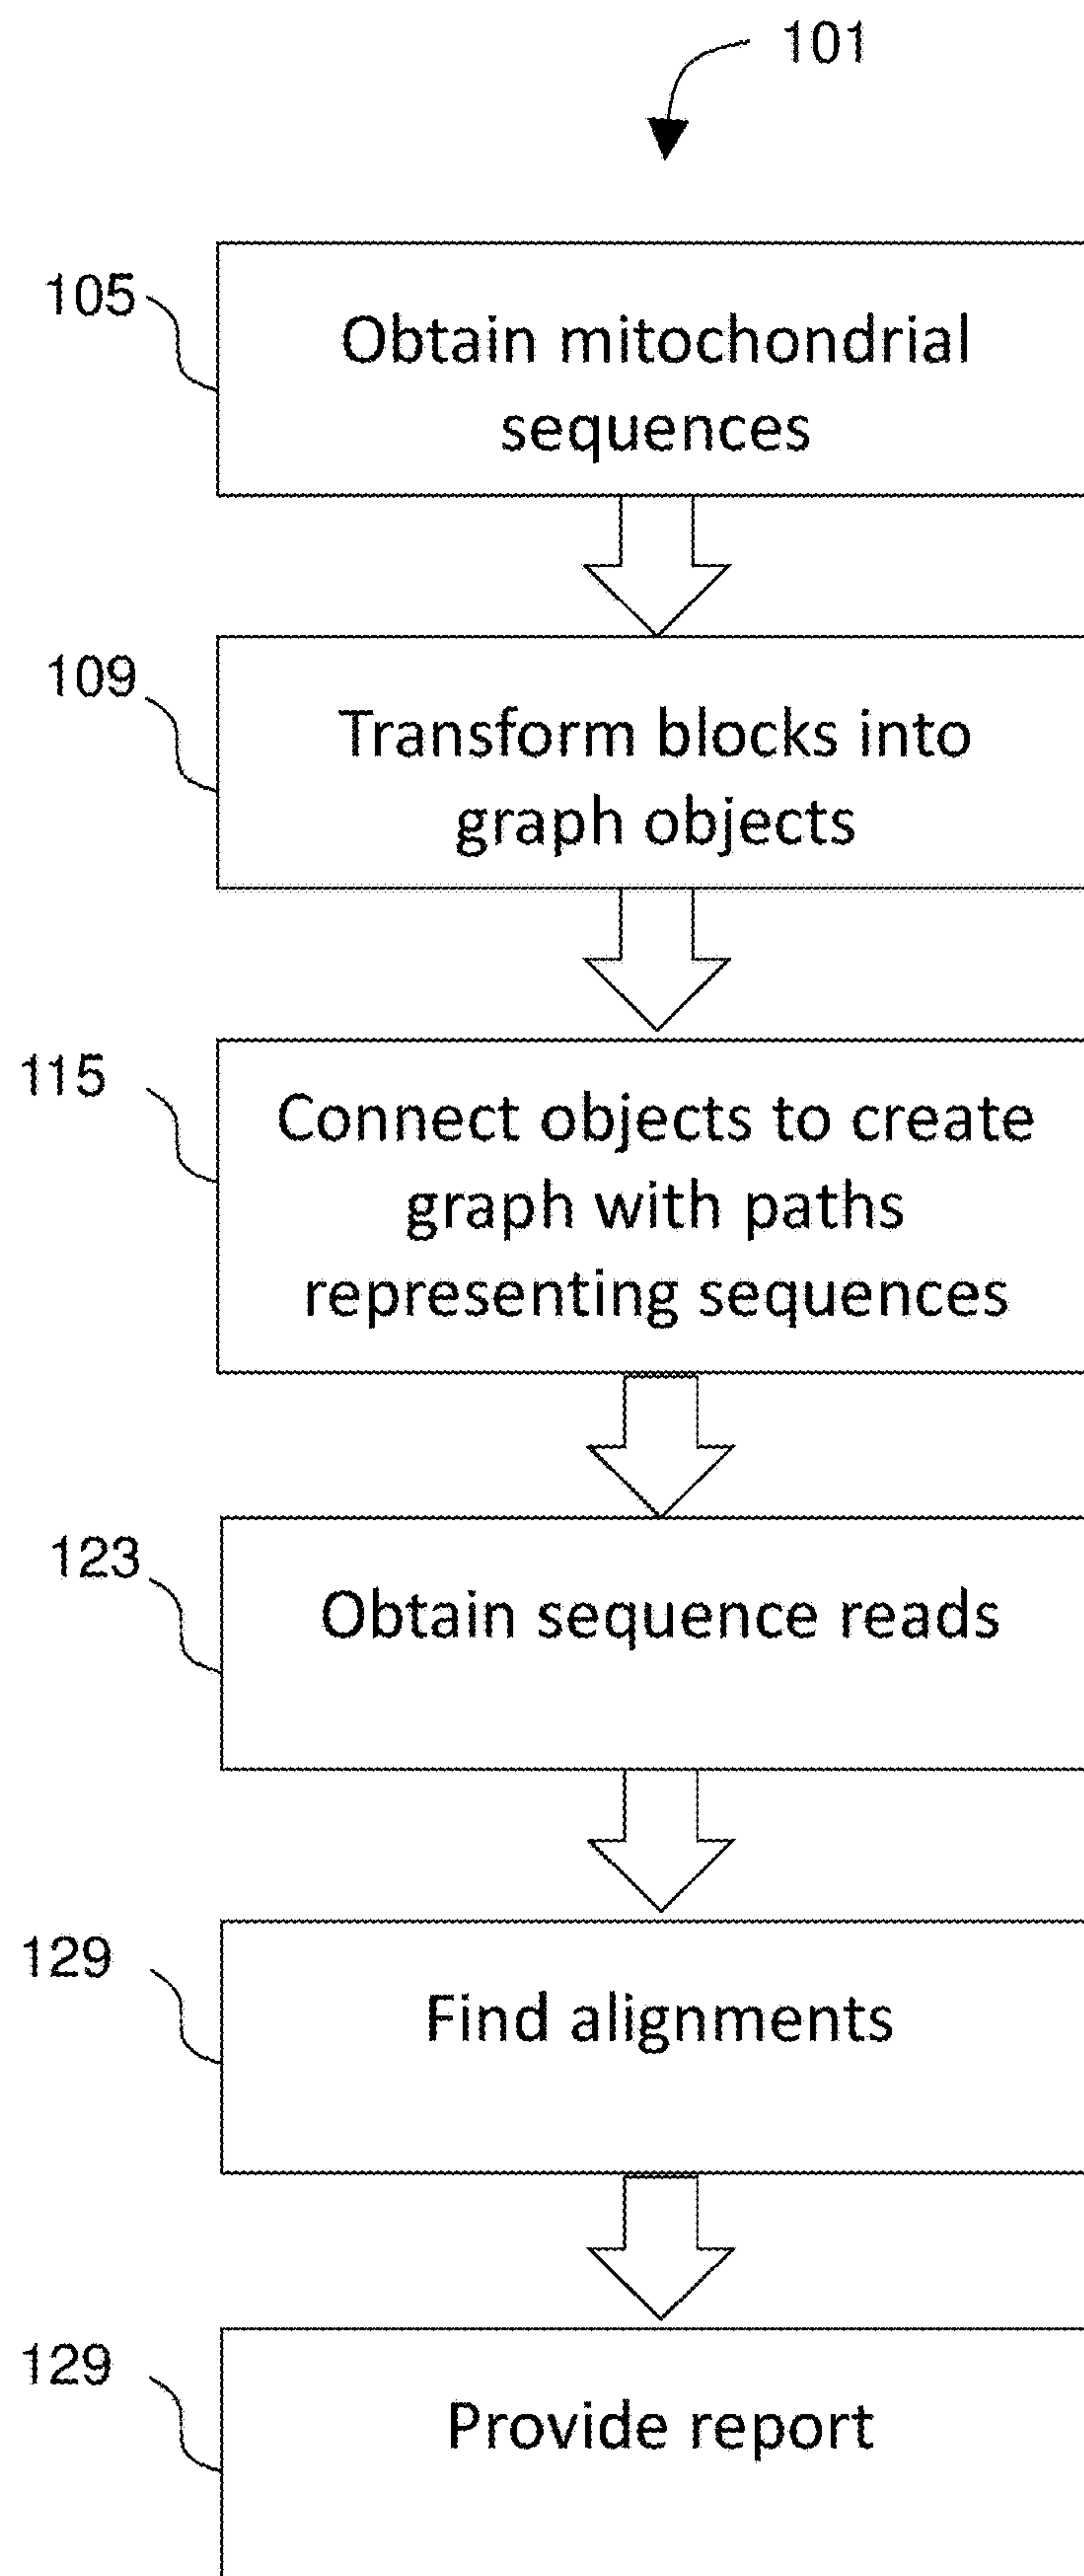 101
105
Obtain mitochondrial
sequences
109
Transform blocks into
graph objects
115
Connect objects to create
graph with paths
representing sequences
123
Obtain sequence reads
129
Find alignments
129
Provide report